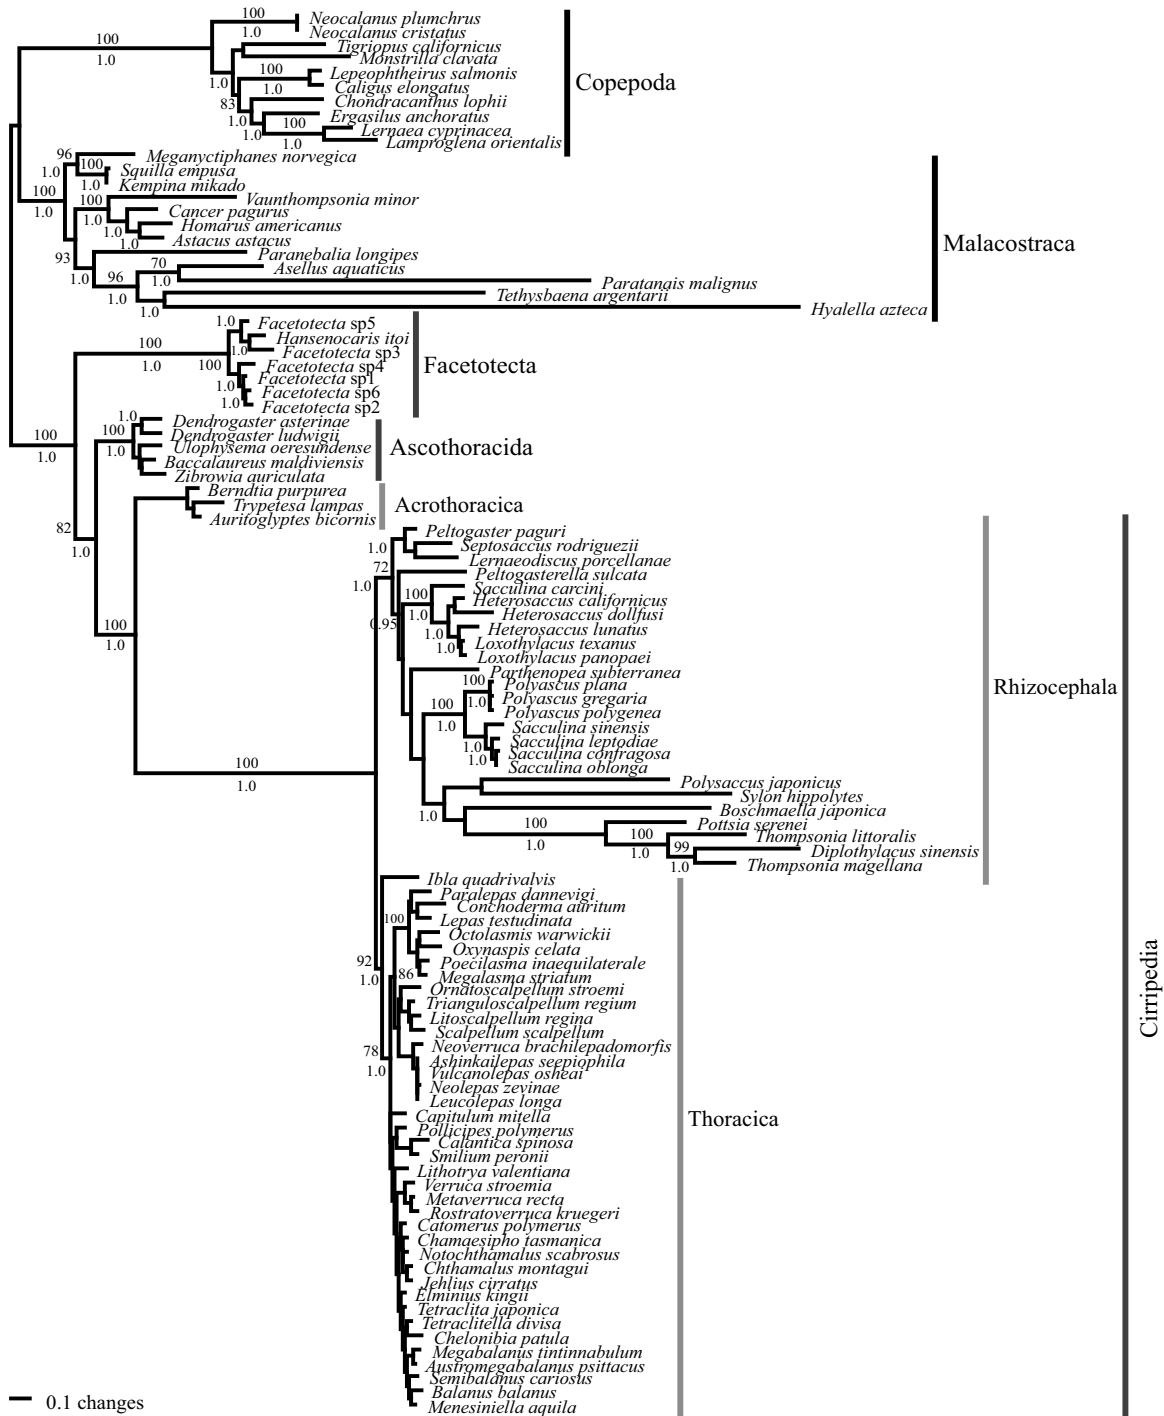 100
Neocalanus plumchrus
1.0
Neocalanus cristatus
100
1.0
Tigriopus californicus
Monstrilla clavata
100
Lepeophtheirus salmonis
1.0
1.0
Caligus elongatus
83
Chondracanthus lophii
1.0
Ergasilus anchoratus
100
Lernaea cyprinacea
1.0
1.0
Lamproglena orientalis
Copepoda
96
Meganyctiphanes norvegica
100
1.0
Squilla empusa
1.0
Kempina mikado
100
1.0
100
Vaunthompsonia minor
1.0
Cancer pagurus
Homarus americanus
1.0
Astacus astacus
93
1.0
Paranebalia longipes
70
Asellus aquaticus
96
1.0
Paratanais malignus
1.0
Tethysbaena argentarii
1.0
Hyalella azteca
Malacostraca
1.0
Facetotecta sp5
Hansenocaris itoi
100
1.0
1.0
Facetotecta sp3
100
Facetotecta sp4
1.0
Facetotecta sp1
Facetotecta sp6
1.0
Facetotecta sp2
Facetotecta
100
1.0
1.0
Dendrogaster asterinae
100
Dendrogaster ludwigii
1.0
Ulophysema oeresundense
Baccalaureus maldiviensis
Zibrowia auriculata
Ascothoracida
Berndtia purpurea
Trypetesa lampas
Auritoglyptes bicornis
Acrothoracica
82
1.0
100
1.0
100
1.0
Peltogaster paguri
1.0
Septosaccus rodriguezii
Lernaeodiscus porcellanae
72
1.0
Peltogasterella sulcata
Sacculina carcini
100
Heterosaccus californicus
1.0
0.95
Heterosaccus dollfusi
1.0
Heterosaccus lunatus
1.0
Loxothylacus texanus
Loxothylacus panopaei
Parthenopea subterranea
100
Polyascus plana
1.0
Polyascus gregaria
100
1.0
Polyascus polygenea
Sacculina sinensis
1.0
Sacculina leptodiae
1.0
Sacculina confragosa
Sacculina oblonga
Polysaccus japonicus
Sylon hippolytes
1.0
Boschmaella japonica
100
1.0
Pottsia serenei
100
1.0
Thompsonia littoralis
99
Diplothylacus sinensis
1.0
Thompsonia magellana
Rhizocephala
92
1.0
Ibla quadrivalvis
Paralepas dannevigi
Conchoderma auritum
100
Lepas testudinata
Octolasmis warwickii
Oxynaspis celata
Poecilasma inaequilaterale
86
Megalasma striatum
Ornatoscalpellum stroemi
Trianguloscalpellum regium
Litoscalpellum regina
Scalpellum scalpellum
78
1.0
Neoverruca brachilepadomorfis
Ashinkailepas seepiophila
Vulcanolepas osheai
Neolepas zevinae
Leucolepas longa
Capitulum mitella
Pollicipes polymerus
Calantica spinosa
Smilium peronii
Lithotrya valentiana
Verruca stroemia
Metaverruca recta
Rostratoverruca kruegeri
Catomerus polymerus
Chamaesipho tasmanica
Notochthamalus scabrosus
Chthamalus montagui
Jehlius cirratus
Elminius kingii
Tetraclita japonica
Tetraclitella divisa
Chelonibia patula
Megabalanus tintinnabulum
Austromegabalanus psittacus
Semibalanus cariosus
Balanus balanus
Menesiniella aquila
Thoracica
Cirripedia
0.1 changes